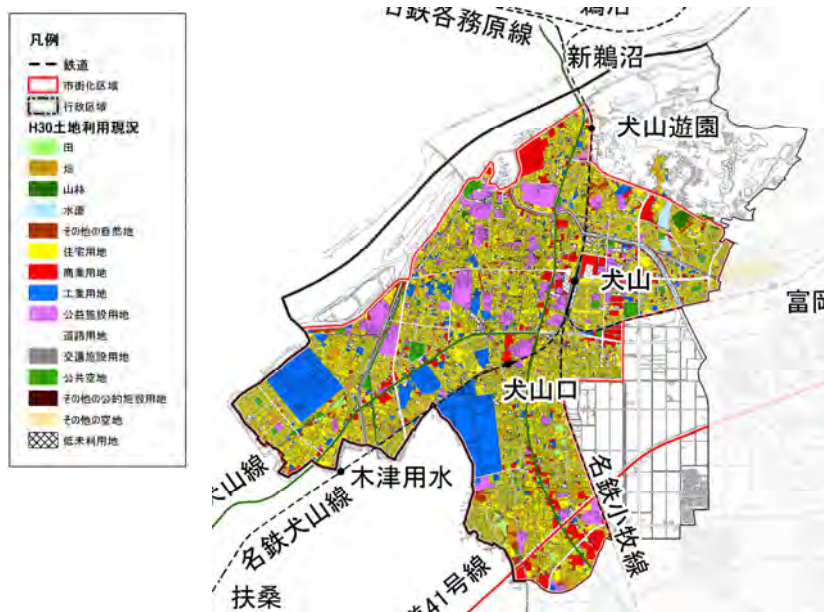 凡例
鉄道
市街化区域
行政区域
H30土地利用現況
田
畑
山林
水面
その他の自然地
住宅用地
商業用地
工業用地
公益施設用地
道路用地
交通施設用地
公共空地
その他の公的施設用地
その他の空地
低未利用地
名鉄各務原線
新鵜沼
犬山遊園
犬山
富岡
犬山口
犬山線
木津用水
名鉄犬山線
名鉄小牧線
扶桑
道41号線